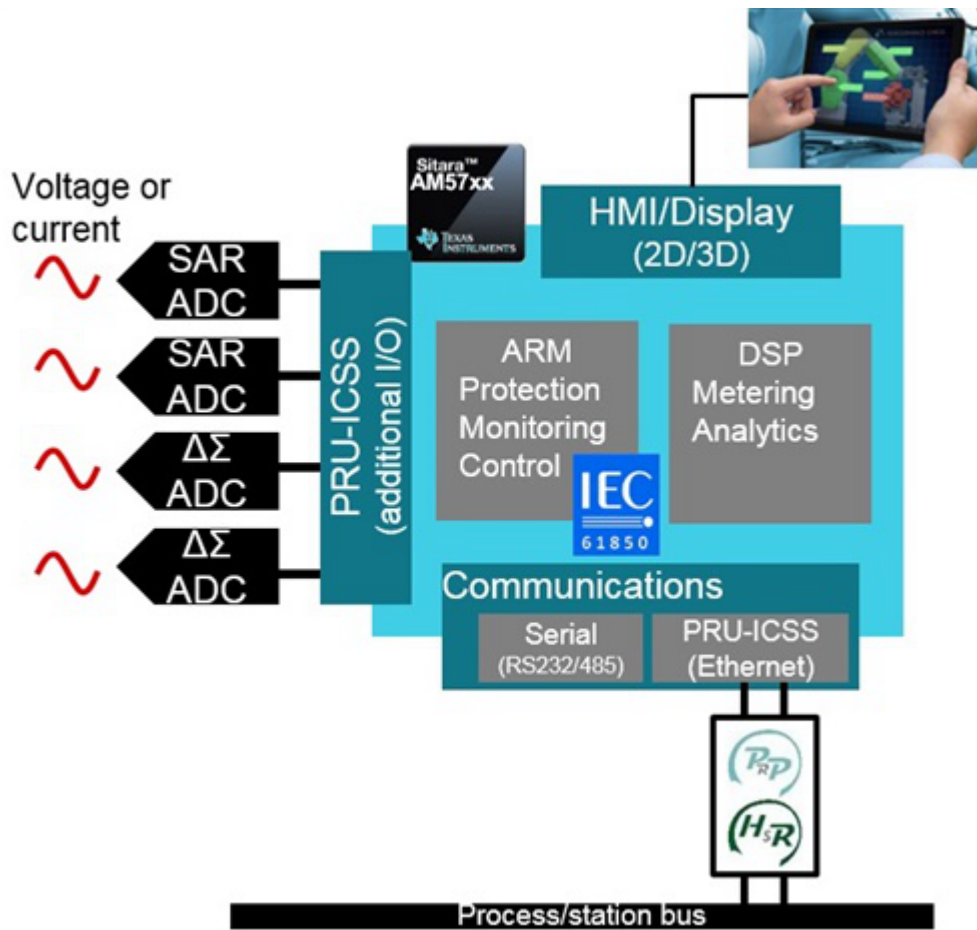 Voltage or
current
SAR
ADC
SAR
ADC
ΔΣ
ADC
ΔΣ
ADC
PRU-ICSS
(additional I/O)
Sitara™
AM57xx
TEXAS
INSTRUMENTS
HMI/Display
(2D/3D)
ARM
Protection
Monitoring
Control
IEC
61850
DSP
Metering
Analytics
Communications
Serial
(RS232/485)
PRU-ICSS
(Ethernet)
PRP
HSR
Process/station bus